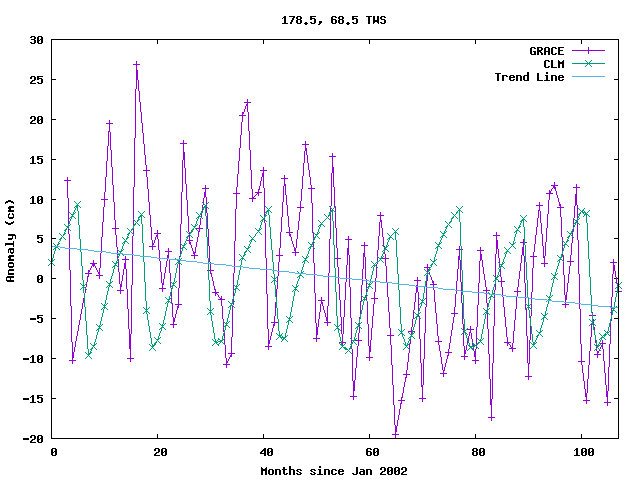 178.5, 68.5 TWS
GRACE
CLM
Trend Line
Anomaly (cm)
30
25
20
15
10
5
0
-5
-10
-15
-20
0 20 40 60 80 100
Months since Jan 2002